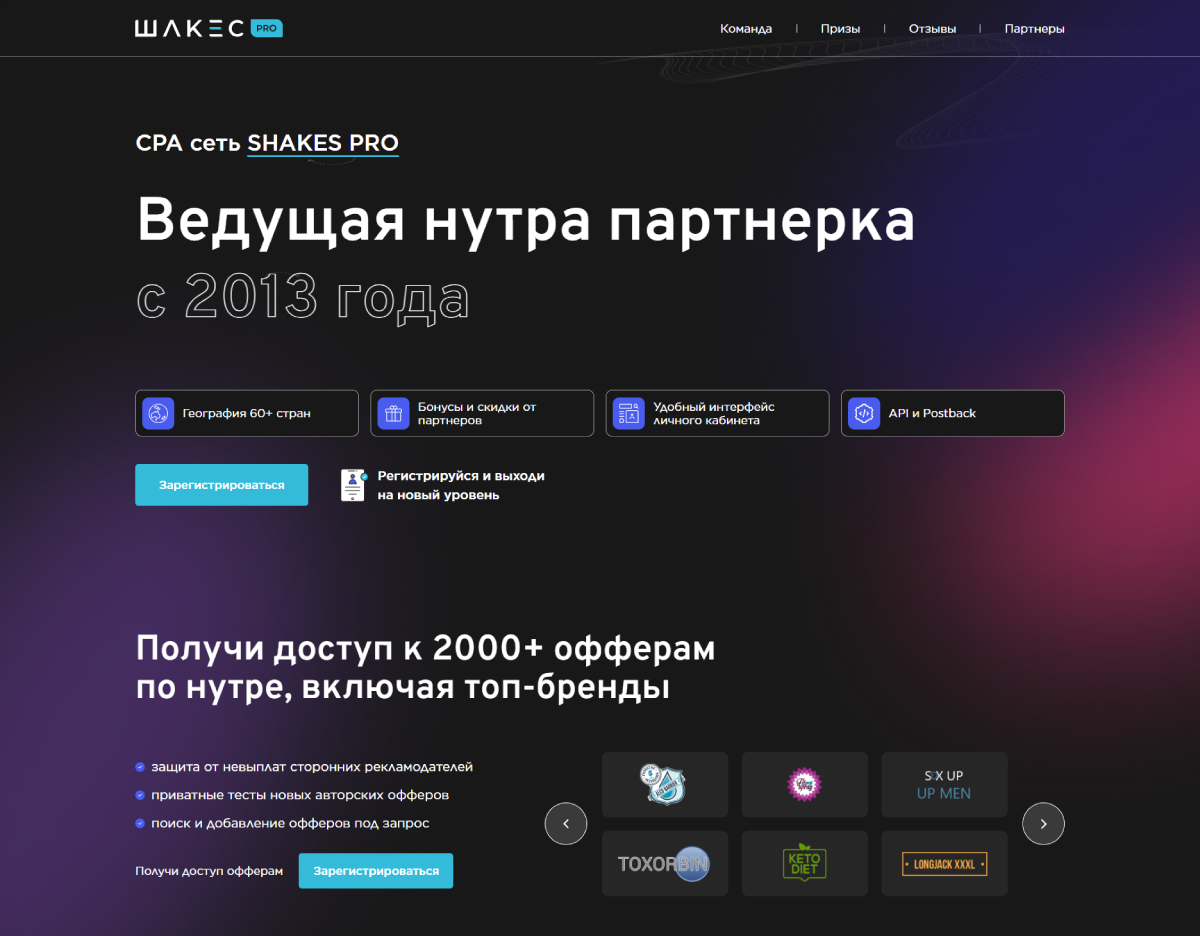 ШАКЕС PRO
Команда | Призы | Отзывы | Партнеры
CPA сеть SHAKES PRO
Ведущая нутра партнерка
с 2013 года
География 60+ стран
Бонусы и скидки от
партнеров
Удобный интерфейс
личного кабинета
API и Postback
Зарегистрироваться
Регистрируйся и выходи
на новый уровень
Получи доступ к 2000+ офферам
по нутре, включая топ-бренды
защита от невыплат сторонних рекламодателей
приватные тесты новых авторских офферов
поиск и добавление офферов под запрос
Получи доступ офферам
Зарегистрироваться
SIX UP
UP MEN
TOXORBIN
KETO
DIET
LONGJACK XXXL